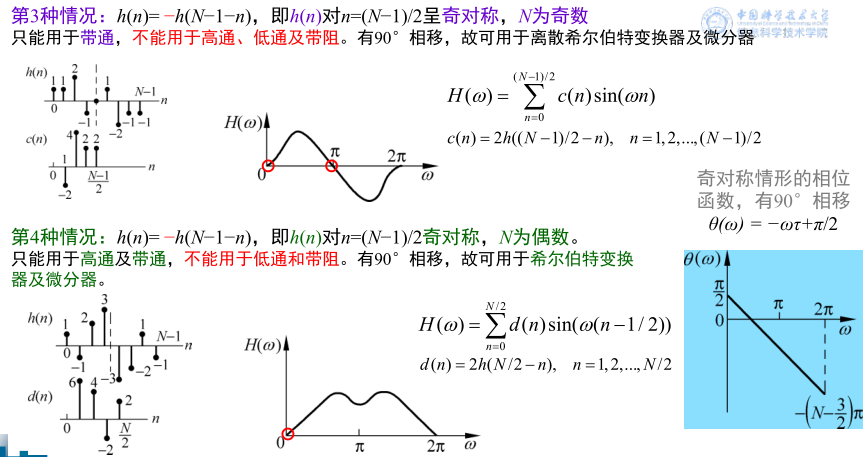 第3种情况：h(n)= −h(N−1−n)，即h(n)对n=(N−1)/2呈奇对称，N为奇数
只能用于带通，不能用于高通、低通及带阻。有90°相移，故可用于离散希尔伯特变换器及微分器
中国科学技术大学
h(n)
1 1 2 1 N−1 n
0 −1 −2 −1 −1
c(n) 4 2 2
1 n
0 −2 N−1/2
H(ω) π 2π
0 ω
H(ω) = ∑_{n=0}^{(N−1)/2} c(n)sin(ωn)
c(n) = 2h((N−1)/2−n), n=1,2,...,(N−1)/2
奇对称情形的相位
函数，有90°相移
θ(ω) = −ωτ+π/2
第4种情况：h(n)= −h(N−1−n)，即h(n)对n=(N−1)/2奇对称，N为偶数。
只能用于高通及带通，不能用于低通和带阻。有90°相移，故可用于希尔伯特变换
器及微分器。
h(n) 1 2 3 1 N−1 n
0 −1 −3 −2 −1
d(n) 6 4 2
0 −2 N/2 n
H(ω)
0 π 2π ω
H(ω) = ∑_{n=0}^{N/2} d(n)sin(ω(n−1/2))
d(n) = 2h(N/2−n), n=1,2,...,N/2
θ(ω)
π/2 π 2π
0 ω
−(N−3/2)π